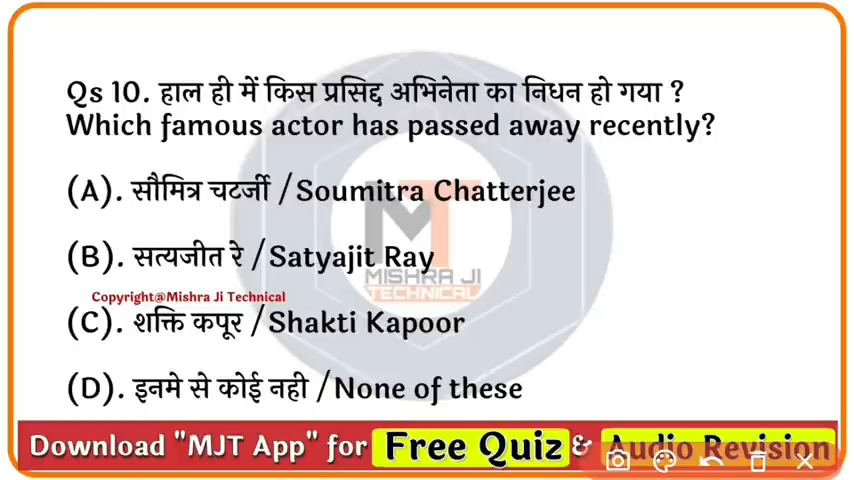 Qs 10. हाल ही में किस प्रसिद्द अभिनेता का निधन हो गया ?
Which famous actor has passed away recently?
(A). सौमित्र चटर्जी /Soumitra Chatterjee
(B). सत्यजीत रे /Satyajit Ray
MISHRA JI
TECHNICAL
Copyright@Mishra Ji Technical
(C). शक्ति कपूर /Shakti Kapoor
(D). इनमे से कोई नही /None of these
Download "MJT App" for Free Quiz & Audio Revision